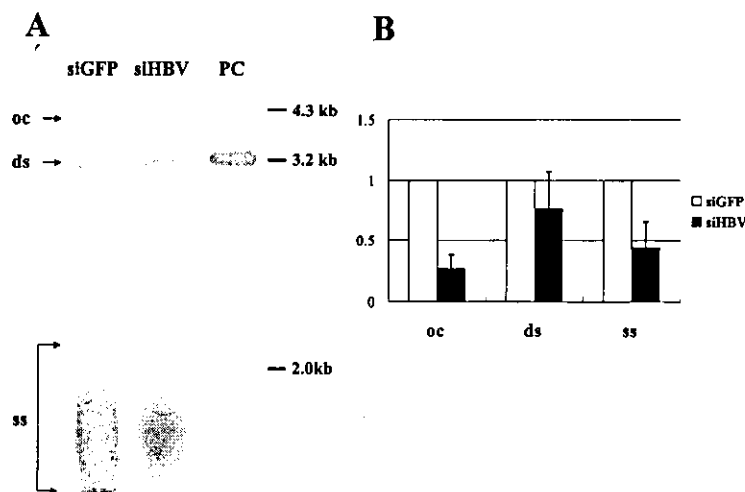 A
B
siGFP siHBV PC
oc
4.3 kb
ds
3.2 kb
ss
2.0kb
1.5
1
0.5
0
oc ds ss
siGFP
siHBV